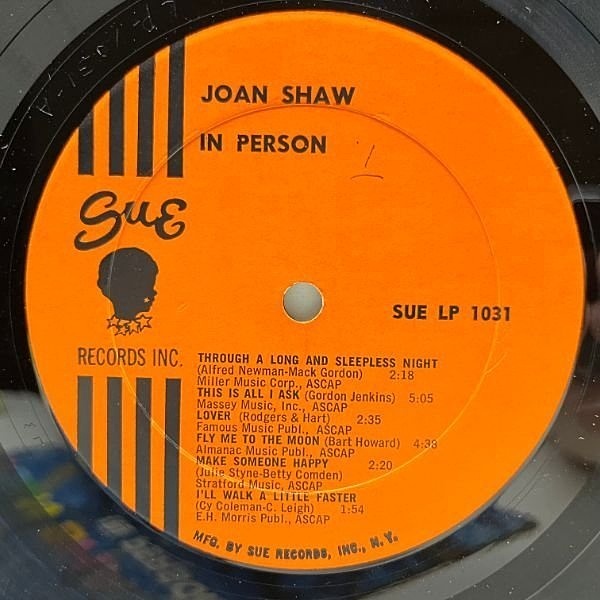 LP-1031-A
JOAN SHAW
IN PERSON
1
Sue
RECORDS INC.
SUE LP 1031
THROUGH A LONG AND SLEEPLESS NIGHT
(Alfred Newman-Mack Gordon) 2:18
Miller Music Corp., ASCAP
THIS IS ALL I ASK (Gordon Jenkins) 5:05
Massey Music, Inc., ASCAP
LOVER (Rodgers & Hart) 2:35
Famous Music Publ., ASCAP
FLY ME TO THE MOON (Bart Howard) 4:38
Almanac Music Publ., ASCAP
MAKE SOMEONE HAPPY 2:20
(Julie Styne-Betty Comden)
Stratford Music, ASCAP
I'LL WALK A LITTLE FASTER
(Cy Coleman-C. Leigh) 1:54
E.H. Morris Publ., ASCAP
MFG. BY SUE RECORDS, INC., N.Y.